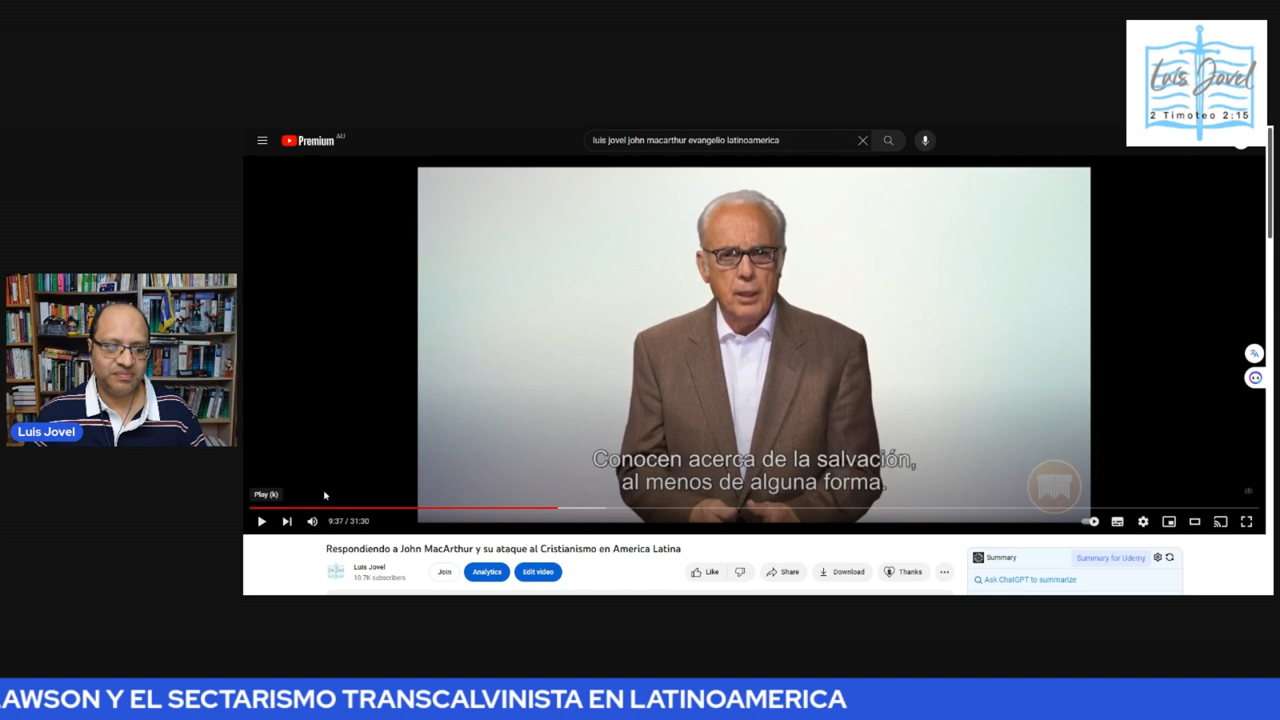 Luis Jovel
2 Timoteo 2:15
Premium AU
luis jovel john macarthur evangelio latinoamerica
Conocen acerca de la salvación,
al menos de alguna forma.
Luis Jovel
Play (k)
9:37 / 31:30
Respondiendo a John MacArthur y su ataque al Cristianismo en America Latina
Luis Jovel
10.7K subscribers
Join
Analytics
Edit video
Like
Share
Download
Thanks
Summary
Summary for Udemy
Ask ChatGPT to summarize
AWSON Y EL SECTARISMO TRANSCALVINISTA EN LATINOAMERICA